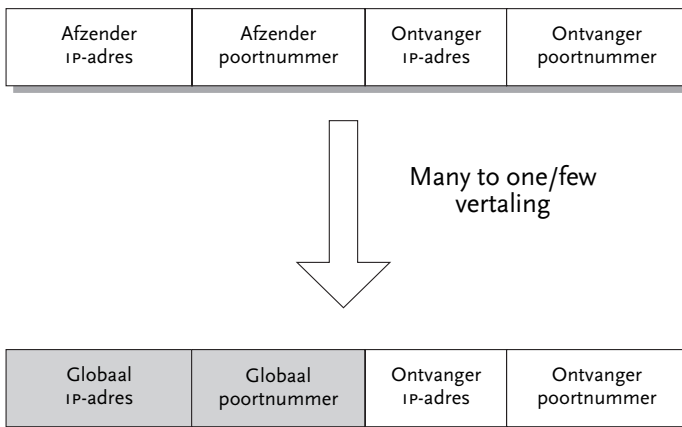 Afzender
IP-adres
Afzender
poortnummer
Ontvanger
IP-adres
Ontvanger
poortnummer
Many to one/few
vertaling
Globaal
IP-adres
Globaal
poortnummer
Ontvanger
IP-adres
Ontvanger
poortnummer